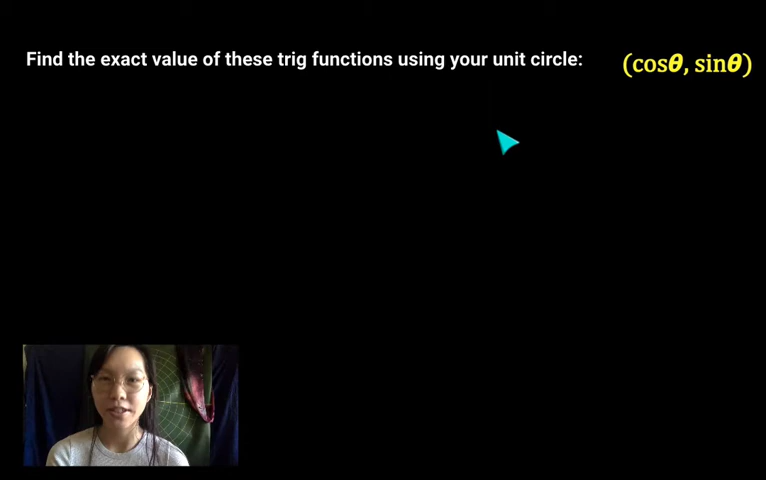 Find the exact value of these trig functions using your unit circle: (cosθ, sinθ)